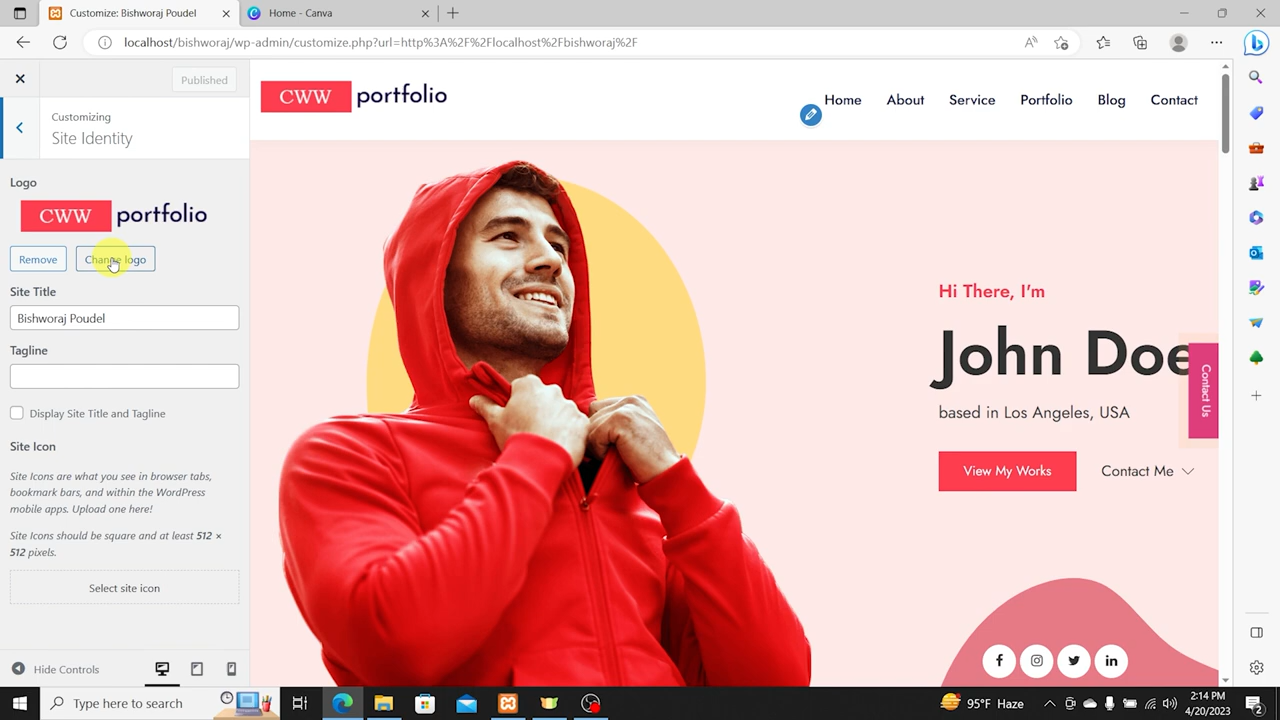 Customize: Bishworaj Poudel
Home - Canva
localhost/bishworaj/wp-admin/customize.php?url=http%3A%2F%2Flocalhost%2Fbishworaj%2F
Published
Customizing
Site Identity
Logo
CWW portfolio
Remove
Change logo
Site Title
Bishworaj Poudel
Tagline
Display Site Title and Tagline
Site Icon
Site Icons are what you see in browser tabs,
bookmark bars, and within the WordPress
mobile apps. Upload one here!
Site Icons should be square and at least 512 ×
512 pixels.
Select site icon
Hide Controls
CWW portfolio
Home
About
Service
Portfolio
Blog
Contact
Hi There, I'm
John Doe
based in Los Angeles, USA
View My Works
Contact Me
Contact Us
Type here to search
95°F Haze
2:14 PM
4/20/2023
2